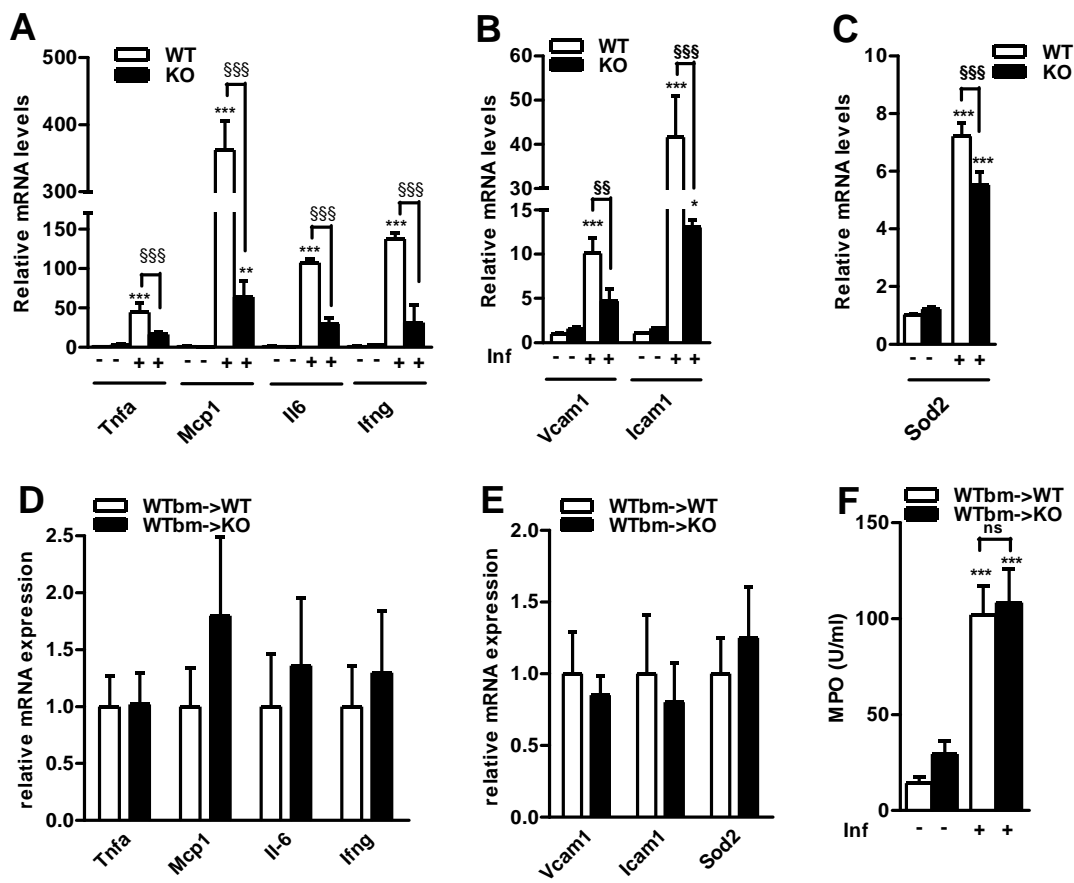 A
WT
KO
Relative mRNA levels
500
400
300
200
150
100
50
0
§§§
***
§§§
***
**
§§§
***
§§§
***
- - + + - - + + - - + + - - + +
Tnfa
Mcp1
Il6
Ifng
B
WT
KO
Relative mRNA levels
60
50
40
30
15
10
5
0
§§
***
§§§
***
*
Inf - - + + - - + +
Vcam1
Icam1
C
WT
KO
Relative mRNA levels
10
8
6
4
2
0
§§§
***
***
- - + +
Sod2
D
WTbm->WT
WTbm->KO
relative mRNA expression
2.5
2.0
1.5
1.0
0.5
0.0
Tnfa
Mcp1
Il-6
Ifng
E
WTbm->WT
WTbm->KO
relative mRNA expression
2.0
1.5
1.0
0.5
0.0
Vcam1
Icam1
Sod2
F
WTbm->WT
WTbm->KO
MPO (U/ml)
150
100
50
0
ns
***
***
Inf - - + +